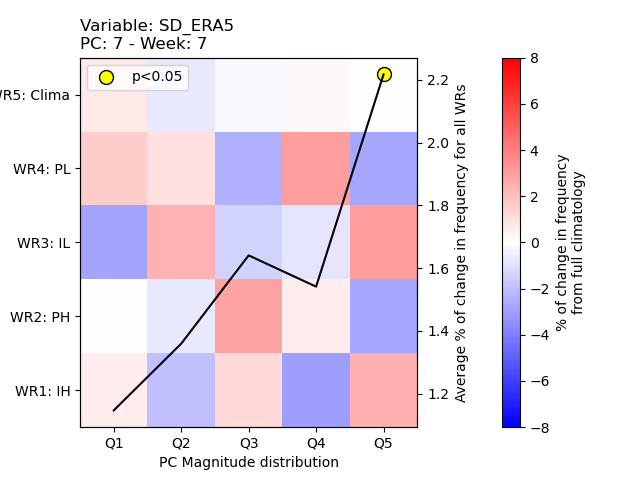 Variable: SD_ERA5
PC: 7 - Week: 7
p<0.05
WR5: Clima
WR4: PL
WR3: IL
WR2: PH
WR1: IH
Q1 Q2 Q3 Q4 Q5
PC Magnitude distribution
2.2
2.0
1.8
1.6
1.4
1.2
Average % of change in frequency for all WRs
8
6
4
2
0
−2
−4
−6
−8
% of change in frequency
from full climatology